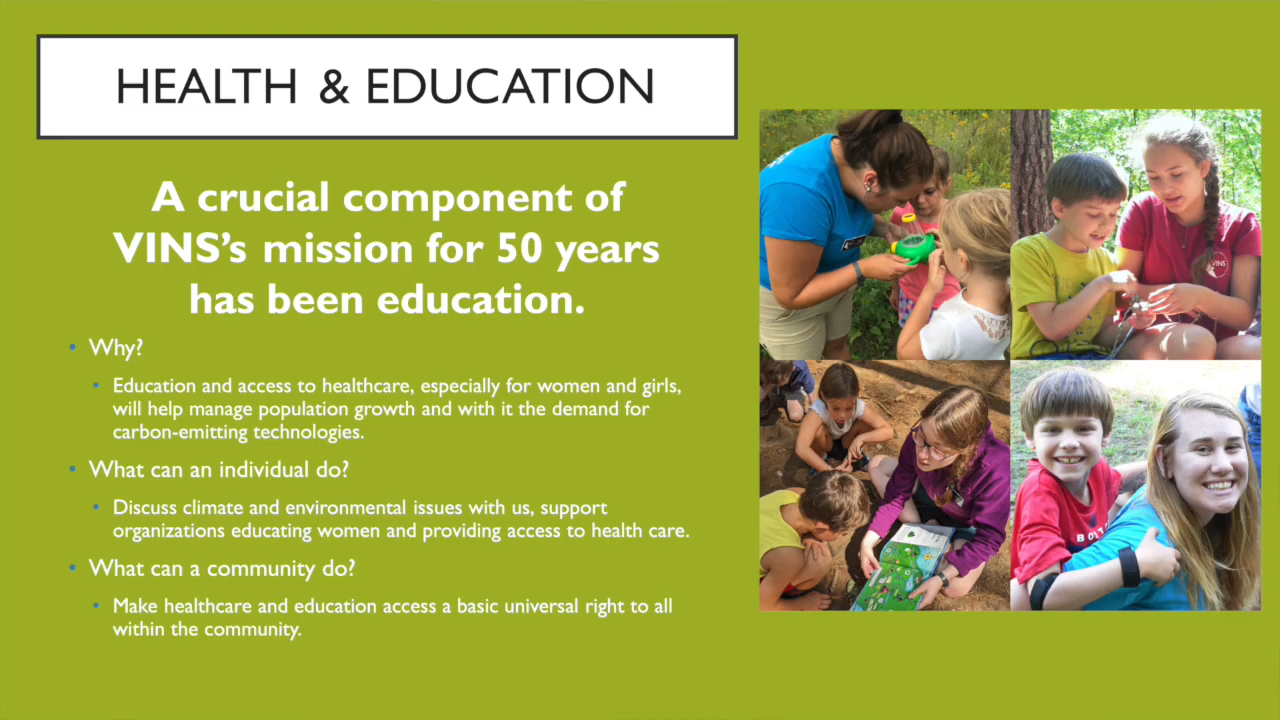 HEALTH & EDUCATION
A crucial component of
VINS's mission for 50 years
has been education.
• Why?
• Education and access to healthcare, especially for women and girls,
will help manage population growth and with it the demand for
carbon-emitting technologies.
• What can an individual do?
• Discuss climate and environmental issues with us, support
organizations educating women and providing access to health care.
• What can a community do?
• Make healthcare and education access a basic universal right to all
within the community.
VINS